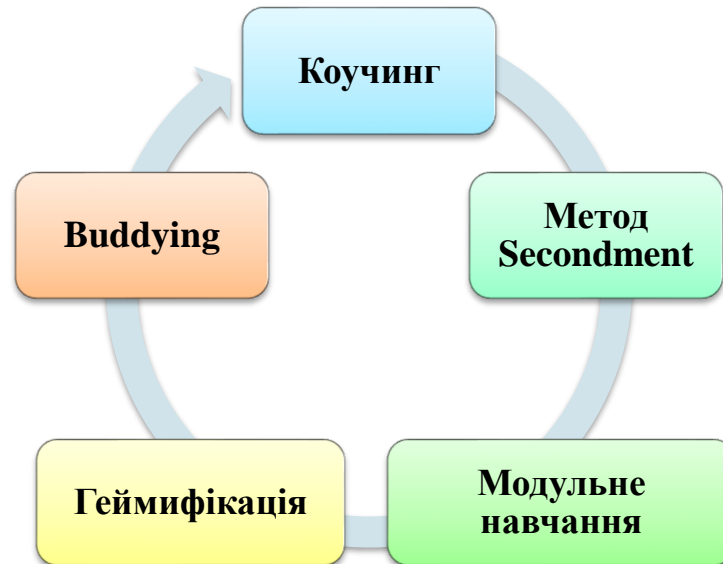 Коучинг
Метод
Secondment
Модульне
навчання
Геймифікація
Buddying